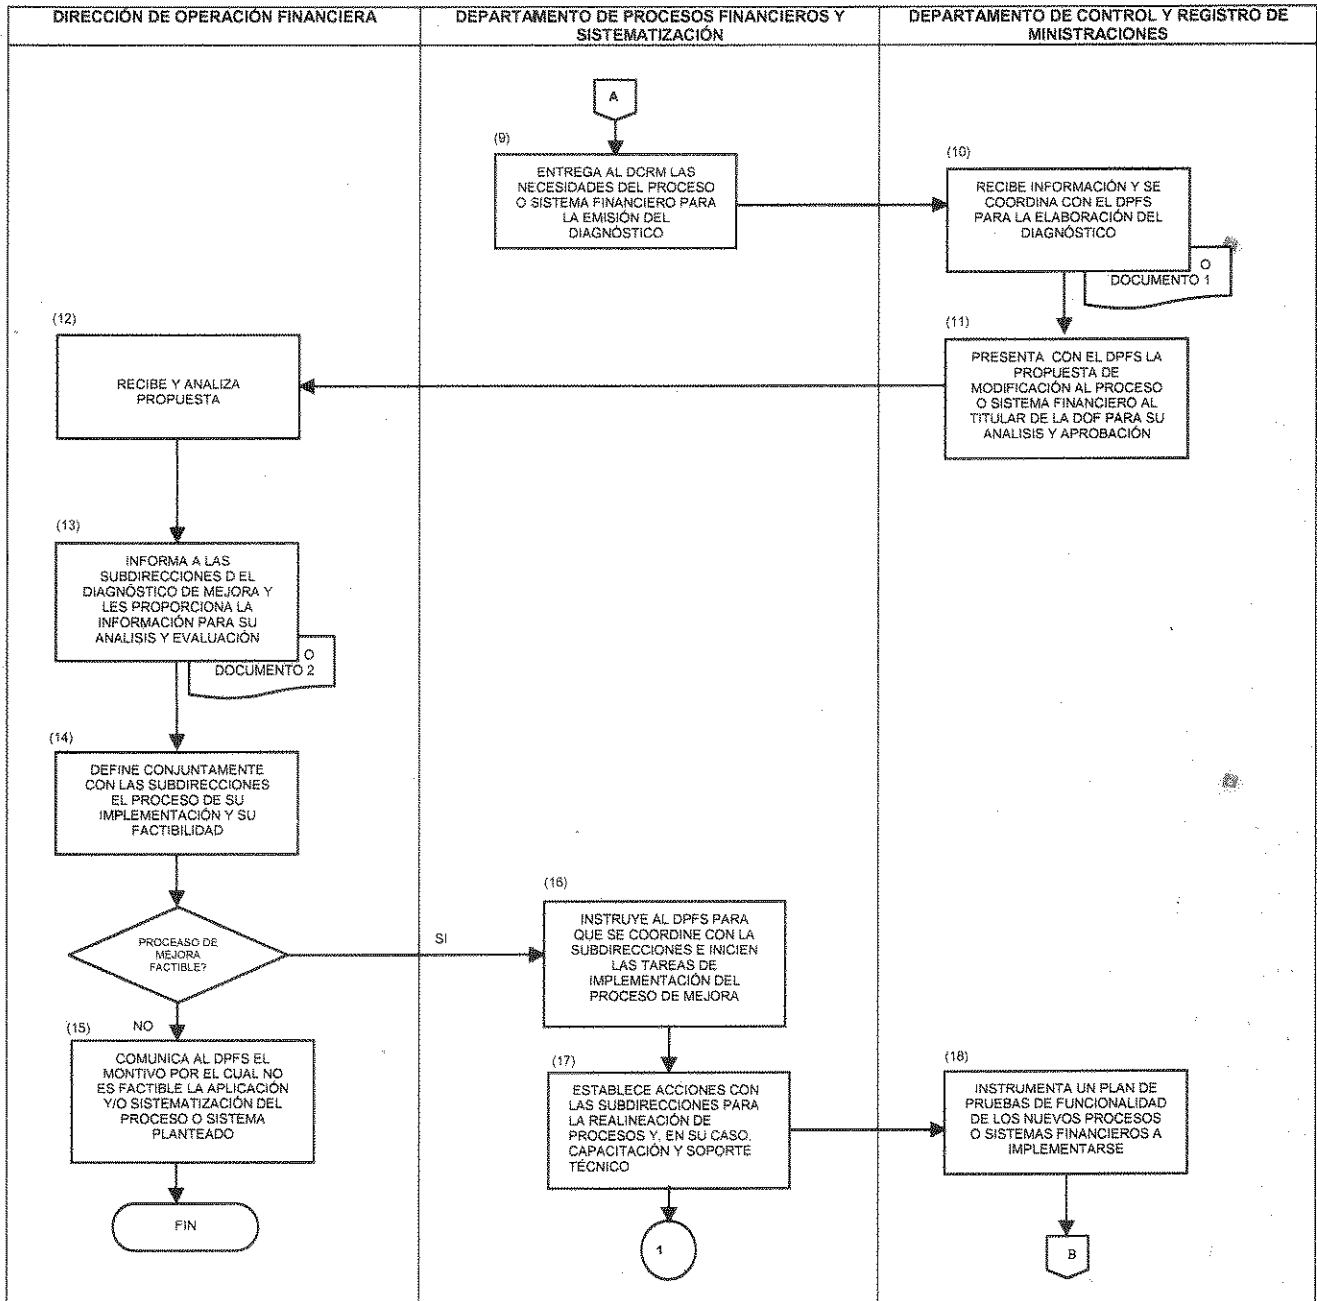 DIRECCIÓN DE OPERACIÓN FINANCIERA
DEPARTAMENTO DE PROCESOS FINANCIEROS Y
SISTEMATIZACIÓN
DEPARTAMENTO DE CONTROL Y REGISTRO DE
MINISTRACIONES
A
(9)
ENTREGA AL DCRM LAS
NECESIDADES DEL PROCESO
O SISTEMA FINANCIERO PARA
LA EMISIÓN DEL
DIAGNÓSTICO
(10)
RECIBE INFORMACIÓN Y SE
COORDINA CON EL DPFS
PARA LA ELABORACIÓN DEL
DIAGNÓSTICO
O
DOCUMENTO 1
(11)
PRESENTA CON EL DPFS LA
PROPUESTA DE
MODIFICACIÓN AL PROCESO
O SISTEMA FINANCIERO AL
TITULAR DE LA DOF PARA SU
ANALISIS Y APROBACIÓN
(12)
RECIBE Y ANALIZA
PROPUESTA
(13)
INFORMA A LAS
SUBDIRECCIONES D EL
DIAGNÓSTICO DE MEJORA Y
LES PROPORCIONA LA
INFORMACIÓN PARA SU
ANALISIS Y EVALUACIÓN
O
DOCUMENTO 2
(14)
DEFINE CONJUNTAMENTE
CON LAS SUBDIRECCIONES
EL PROCESO DE SU
IMPLEMENTACIÓN Y SU
FACTIBILIDAD
PROCEASO DE
MEJORA
FACTIBLE?
SI
NO
(15)
COMUNICA AL DPFS EL
MONTIVO POR EL CUAL NO
ES FACTIBLE LA APLICACIÓN
Y/O SISTEMATIZACIÓN DEL
PROCESO O SISTEMA
PLANTEADO
FIN
(16)
INSTRUYE AL DPFS PARA
QUE SE COORDINE CON LA
SUBDIRECCIONES E INICIEN
LAS TAREAS DE
IMPLEMENTACIÓN DEL
PROCESO DE MEJORA
(17)
ESTABLECE ACCIONES CON
LAS SUBDIRECCIONES PARA
LA REALINEACIÓN DE
PROCESOS Y, EN SU CASO,
CAPACITACIÓN Y SOPORTE
TÉCNICO
1
(18)
INSTRUMENTA UN PLAN DE
PRUEBAS DE FUNCIONALIDAD
DE LOS NUEVOS PROCESOS
O SISTEMAS FINANCIEROS A
IMPLEMENTARSE
B